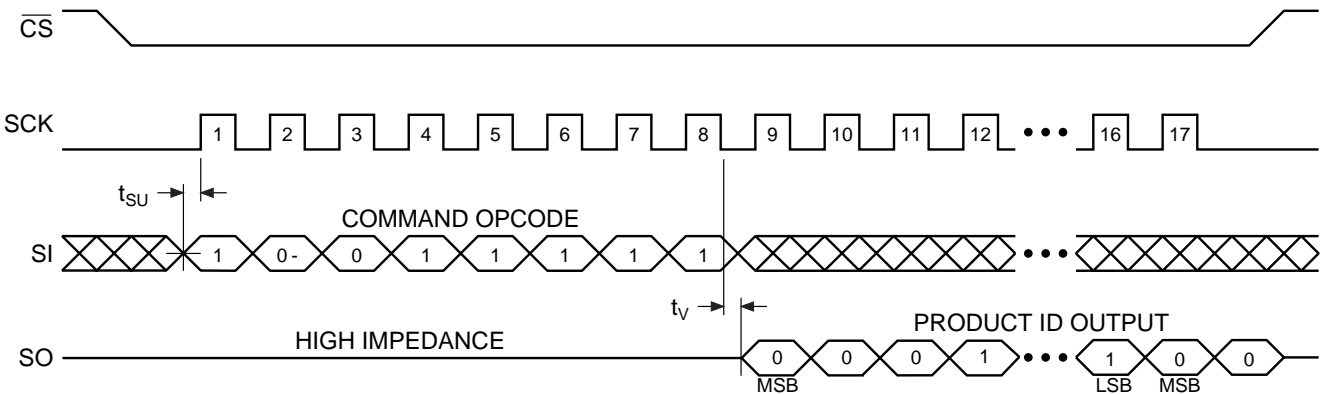 CS
SCK 1 2 3 4 5 6 7 8 9 10 11 12 16 17
tSU
COMMAND OPCODE
SI 1 0- 0 1 1 1 1 1
tV
HIGH IMPEDANCE
PRODUCT ID OUTPUT
SO 0 0 0 1 1 0 0
MSB LSB MSB